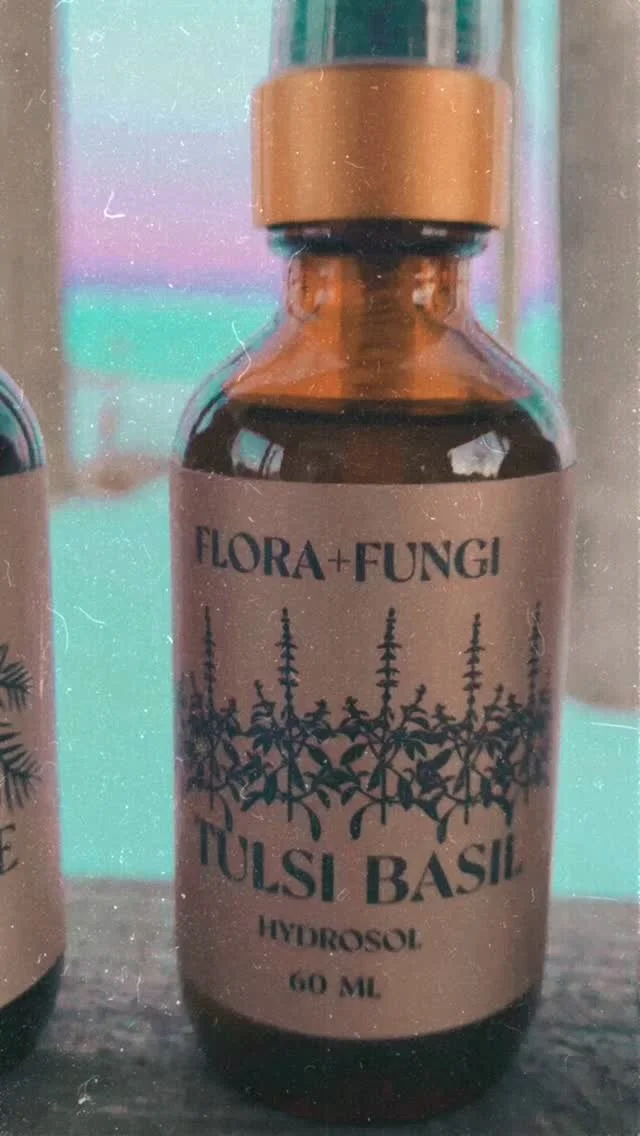 FLORA+FUNGI
TULSI BASIL
HYDROSOL
60 ML
E